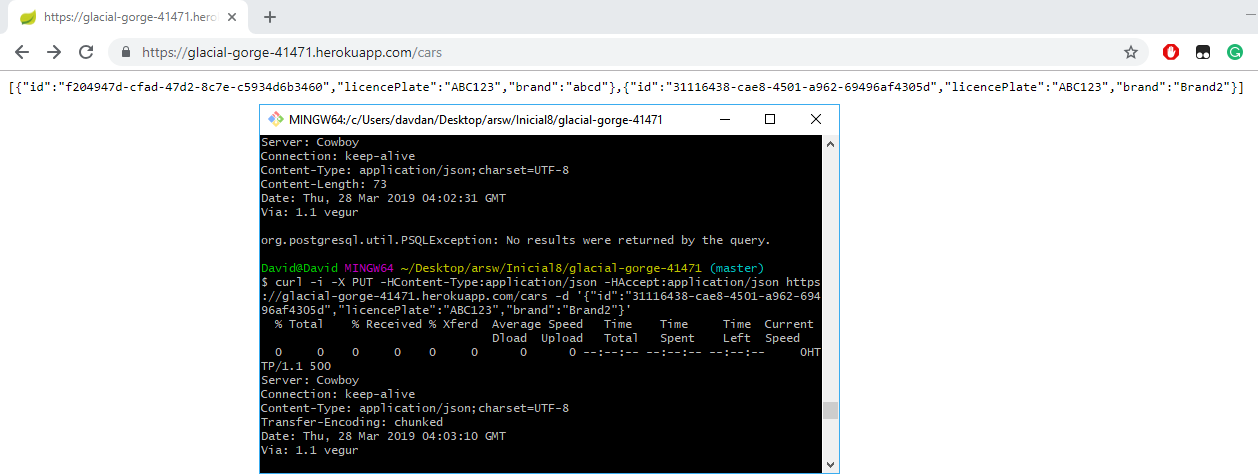 https://glacial-gorge-41471.hero
https://glacial-gorge-41471.herokuapp.com/cars
[{"id":"f204947d-cfad-47d2-8c7e-c5934d6b3460","licencePlate":"ABC123","brand":"abcd"},{"id":"31116438-cae8-4501-a962-69496af4305d","licencePlate":"ABC123","brand":"Brand2"}]
MINGW64:/c/Users/davdan/Desktop/arsw/Inicial8/glacial-gorge-41471
Server: Cowboy
Connection: keep-alive
Content-Type: application/json;charset=UTF-8
Content-Length: 73
Date: Thu, 28 Mar 2019 04:02:31 GMT
Via: 1.1 vegur
org.postgresql.util.PSQLException: No results were returned by the query.
David@David MINGW64 ~/Desktop/arsw/Inicial8/glacial-gorge-41471 (master)
$ curl -i -X PUT -HContent-Type:application/json -HAccept:application/json https
://glacial-gorge-41471.herokuapp.com/cars -d '{"id":"31116438-cae8-4501-a962-694
96af4305d","licencePlate":"ABC123","brand":"Brand2"}'
% Total % Received % Xferd Average Speed Time Time Time Current
Dload Upload Total Spent Left Speed
0 0 0 0 0 0 0 0 --:--:-- --:--:-- --:--:-- 0HT
TP/1.1 500
Server: Cowboy
Connection: keep-alive
Content-Type: application/json;charset=UTF-8
Transfer-Encoding: chunked
Date: Thu, 28 Mar 2019 04:03:10 GMT
Via: 1.1 vegur